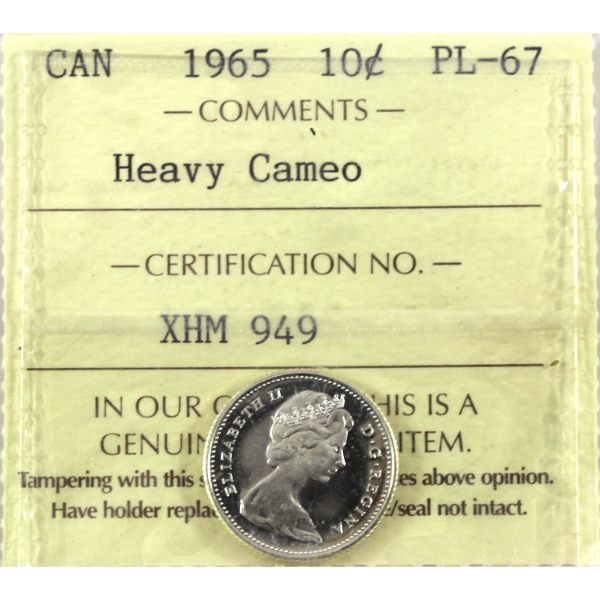 CAN 1965 10¢ PL-67
— COMMENTS —
Heavy Cameo
— CERTIFICATION NO. —
XHM 949
IN OUR HIS IS A
ITEM.
Tampering with this above opinion.
Have holder /seal not intact.
ELIZABETH II D·G·REGINA